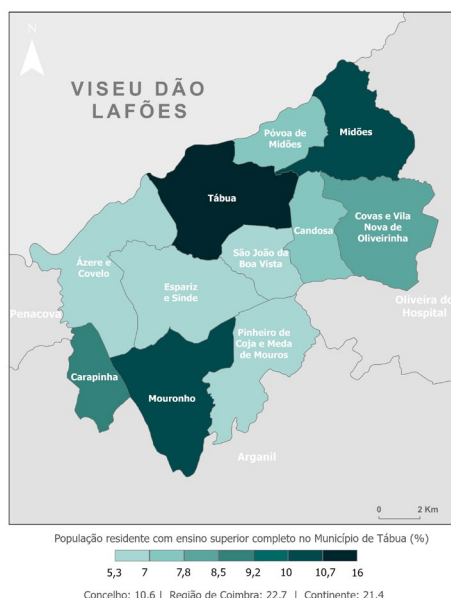 N
VISEU DÃO
LAFÕES
Póvoa de
Midões
Midões
Tábua
Covas e Vila
Nova de
Oliveirinha
Candosa
São João da
Boa Vista
Ázere e
Covelo
Espariz
e Sinde
Oliveira do
Hospital
Penacova
Pinheiro de
Coja e Meda
de Mouros
Carapinha
Mouronho
Arganil
0 2 Km
População residente com ensino superior completo no Município de Tábua (%)
5,3 7 7,8 8,5 9,2 10 10,7 16
Concelho: 10,6 | Região de Coimbra: 22,7 | Continente: 21,4